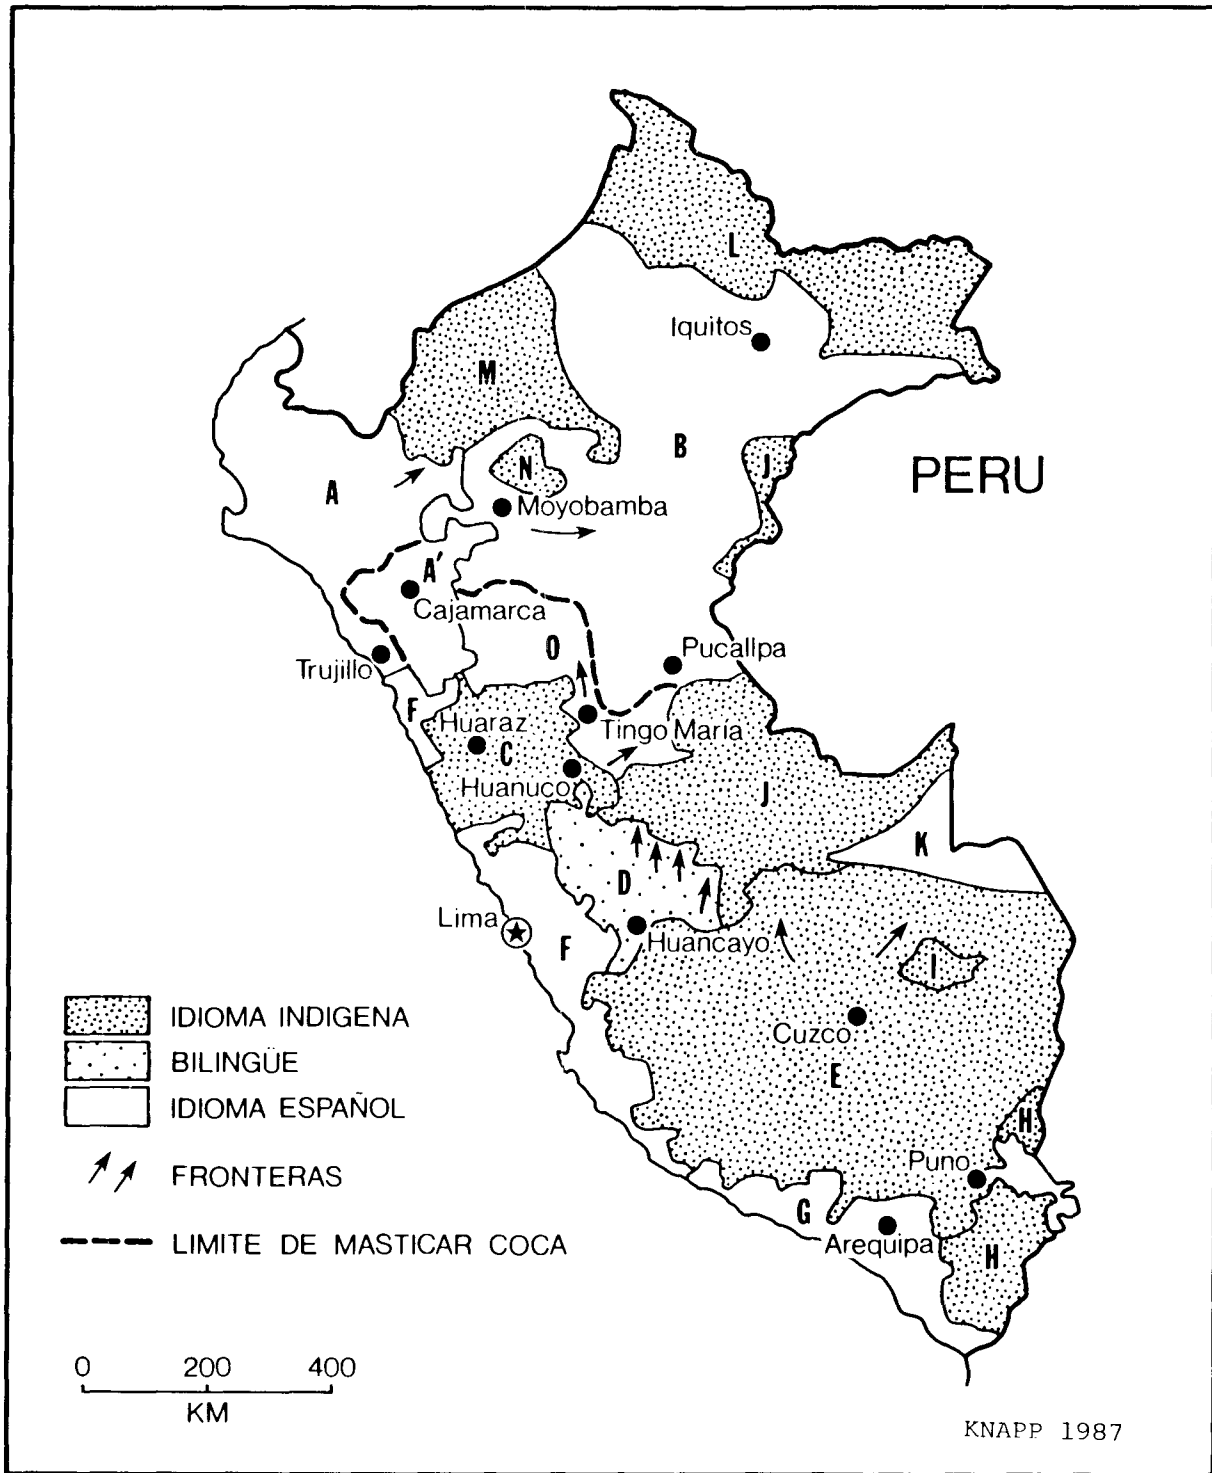 L
Iquitos
M
B
J
PERU
N
A
Moyobamba
A'
Cajamarca
O
Pucallpa
Trujillo
F
Huaraz
Tingo María
C
Huanuco
J
K
D
Lima
Huancayo
F
I
IDIOMA INDIGENA
Cuzco
BILINGÜE
E
IDIOMA ESPAÑOL
H
Puno
FRONTERAS
G
Arequipa
LIMITE DE MASTICAR COCA
H
0 200 400
KM
KNAPP 1987